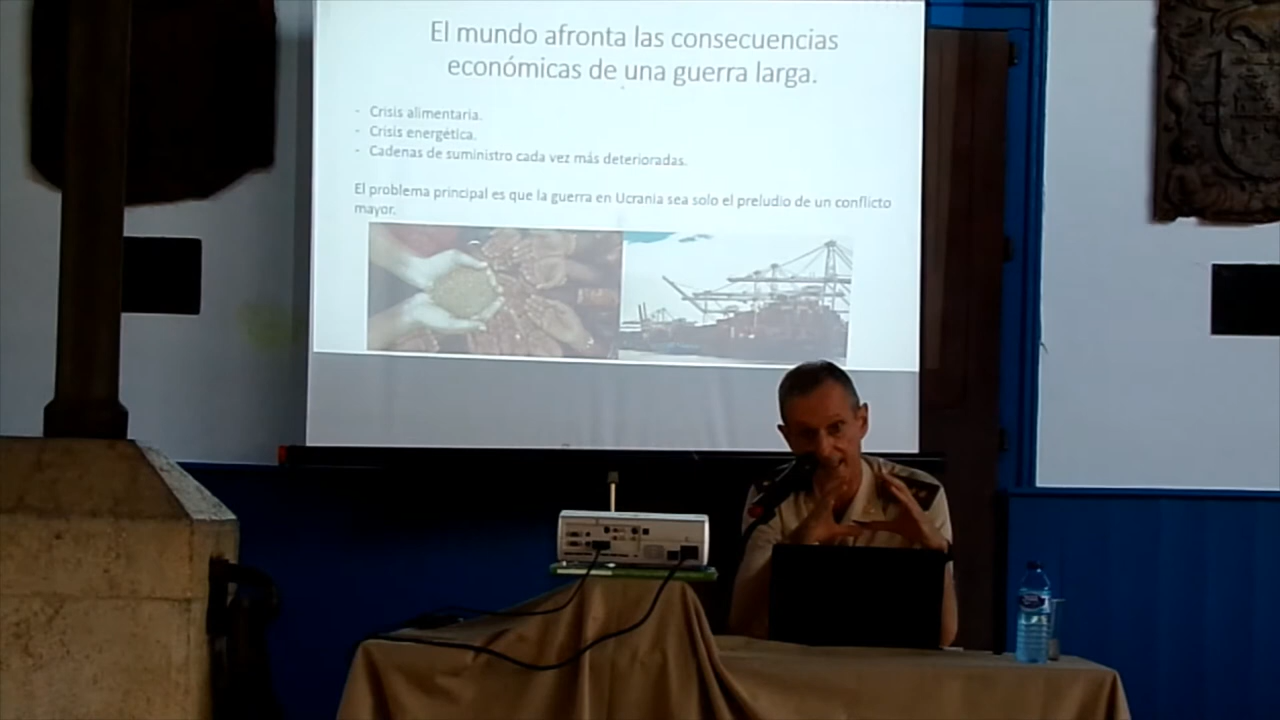 El mundo afronta las consecuencias
económicas de una guerra larga.
- Crisis alimentaria.
- Crisis energética.
- Cadenas de suministro cada vez más deterioradas.
El problema principal es que la guerra en Ucrania sea solo el preludio de un conflicto
mayor.